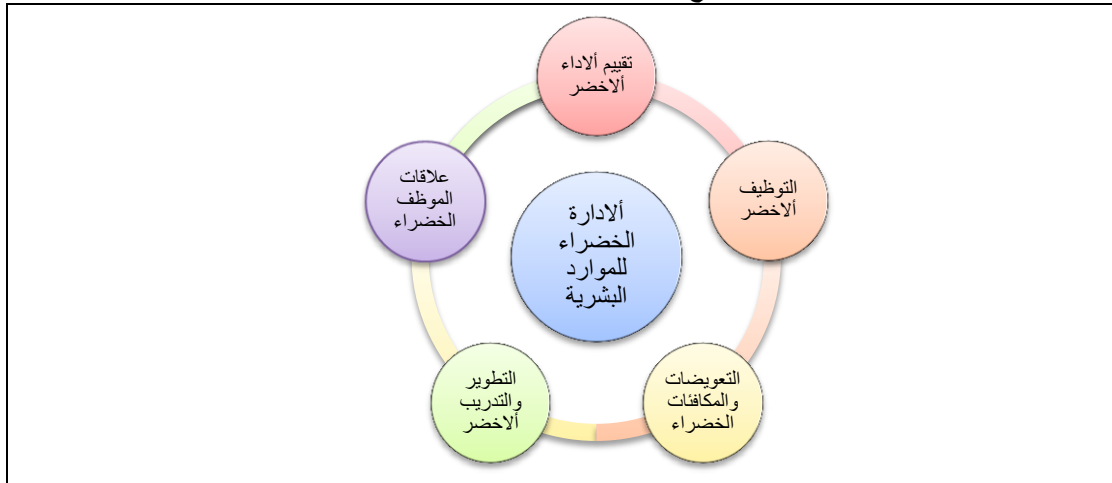 تقييم ألاداء
ألاخضر
التوظيف
ألاخضر
التعويضات
والمكافئات
الخضراء
التطوير
والتدريب
ألاخضر
علاقات
الموظف
الخضراء
ألادارة
الخضراء
للموارد
البشرية